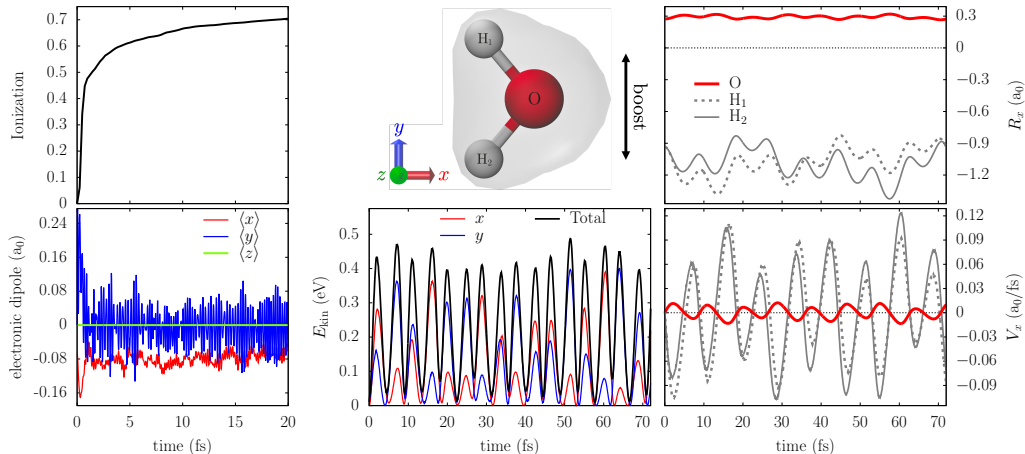 0.7
0.6
0.5
0.4
0.3
0.2
0.1
0
Ionization
H₁
O
H₂
boost
y
z
x
O
H₁
H₂
0.3
0
−0.3
−0.6
−0.9
−1.2
Rₓ (a₀)
⟨x⟩
⟨y⟩
⟨z⟩
0.24
0.16
0.08
0
-0.08
-0.16
electronic dipole (a₀)
0 5 10 15 20
time (fs)
x
y
Total
0.5
0.4
0.3
0.2
0.1
0
E_kin (eV)
0 10 20 30 40 50 60 70
time (fs)
0.12
0.09
0.06
0.03
0
−0.03
−0.06
−0.09
Vₓ (a₀/fs)
0 10 20 30 40 50 60 70
time (fs)